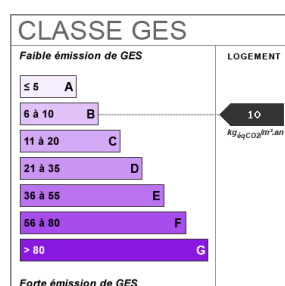 CLASSE GES
Faible émission de GES
LOGEMENT
≤ 5 A
6 à 10 B
10
kgéqCO2/m².an
11 à 20 C
21 à 35 D
36 à 55 E
56 à 80 F
> 80 G
Forte émission de GES